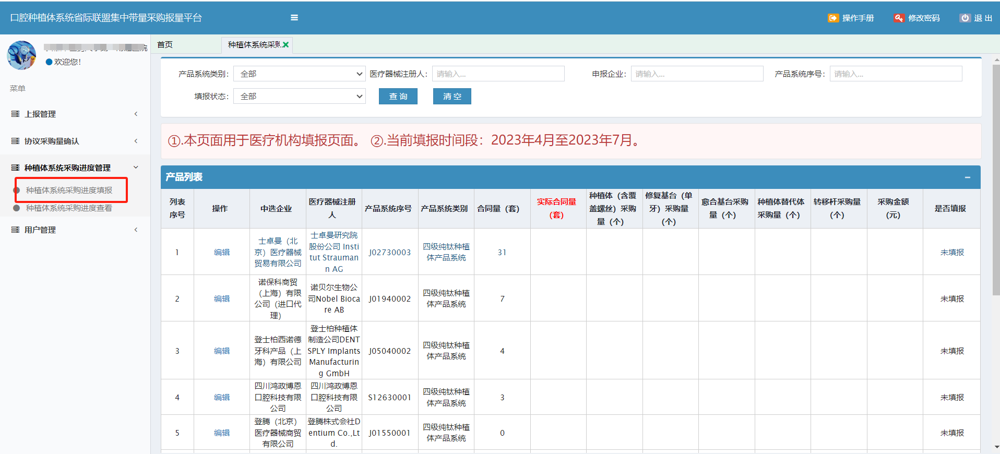 口腔种植体系统省际联盟集中带量采购报量平台
操作手册
修改密码
退 出
欢迎您!
菜单
上报管理
协议采购量确认
种植体系统采购进度管理
种植体系统采购进度填报
种植体系统采购进度查看
用户管理
首页
种植体系统采购
产品系统类别：
全部
医疗器械注册人：
请输入...
申报企业：
请输入...
产品系统序号：
请输入...
填报状态：
全部
查 询
清 空
①.本页面用于医疗机构填报页面。 ②.当前填报时间段：2023年4月至2023年7月。
产品列表
列表
序号
操作
中选企业
医疗器械注册
人
产品系统序号
产品系统类别
合同量（套）
实际合同量
（套）
种植体（含覆
盖螺丝）采购
量（个）
修复基台（单
牙）采购量
（个）
愈合基台采购
量（个）
种植体替代体
采购量（个）
转移杆采购量
（个）
采购金额
（元）
是否填报
1
编辑
士卓曼（北
京）医疗器械
贸易有限公司
士卓曼研究院
股份公司 Insti
tut Strauman
n AG
J02730003
四级纯钛种植
体产品系统
31
未填报
2
编辑
诺保科商贸
（上海）有限
公司（进口代
理）
诺贝尔生物公
司Nobel Bioca
re AB
J01940002
四级纯钛种植
体产品系统
7
未填报
3
编辑
登士柏西诺德
牙科产品（上
海）有限公司
登士柏种植体
制造公司DENT
SPLY Implants
Manufacturin
g GmbH
J05040002
四级纯钛种植
体产品系统
4
未填报
4
编辑
四川鸿政博恩
口腔科技有限
公司
四川鸿政博恩
口腔科技有限
公司
S12630001
四级纯钛种植
体产品系统
3
未填报
5
编辑
登腾（北京）
医疗器械商贸
有限公司
登腾株式会社D
entium Co.,Lt
d.
J01550001
四级纯钛种植
体产品系统
0
未填报